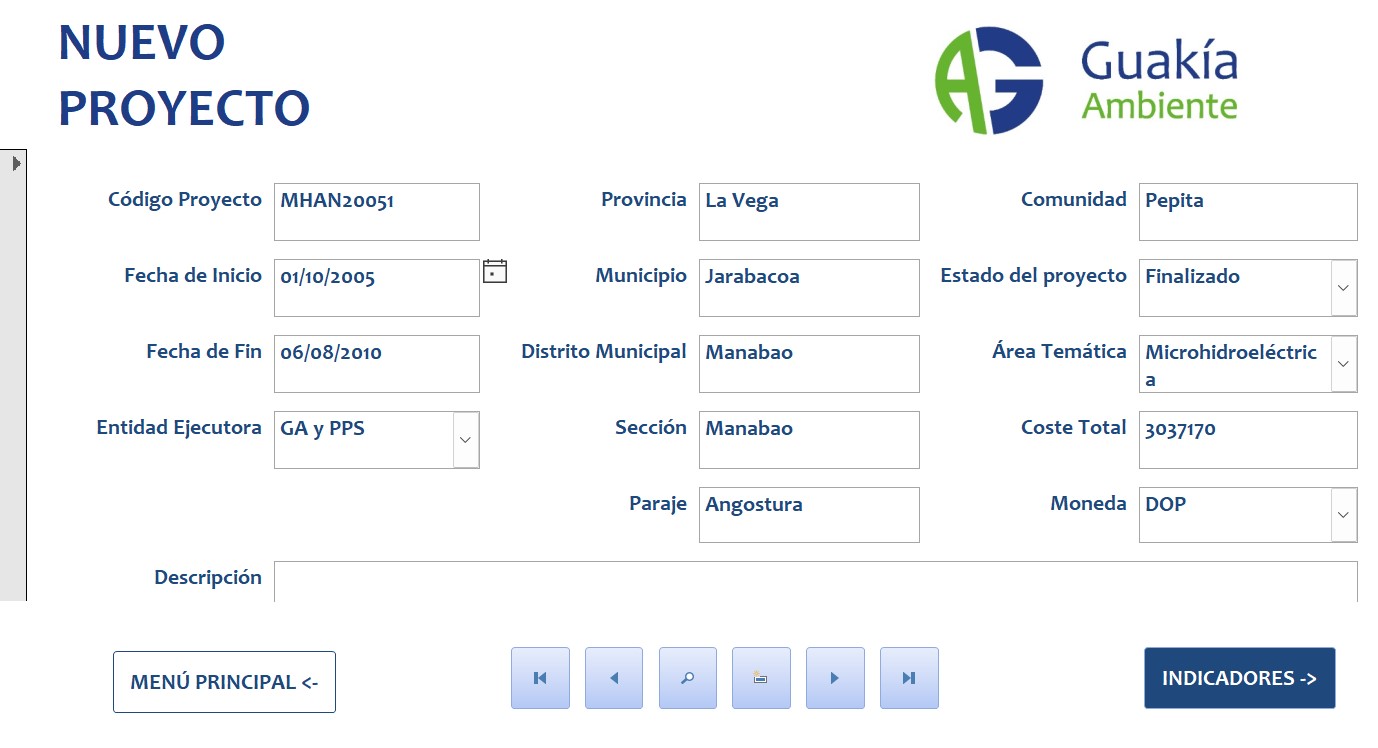 NUEVO
PROYECTO
AG
Guakía
Ambiente
Código Proyecto MHAN20051 Provincia La Vega Comunidad Pepita
Fecha de Inicio 01/10/2005 Municipio Jarabacoa Estado del proyecto Finalizado
Fecha de Fin 06/08/2010 Distrito Municipal Manabao Área Temática Microhidroeléctric
a
Entidad Ejecutora GA y PPS Sección Manabao Coste Total 3037170
Paraje Angostura Moneda DOP
Descripción
MENÚ PRINCIPAL <-
INDICADORES ->